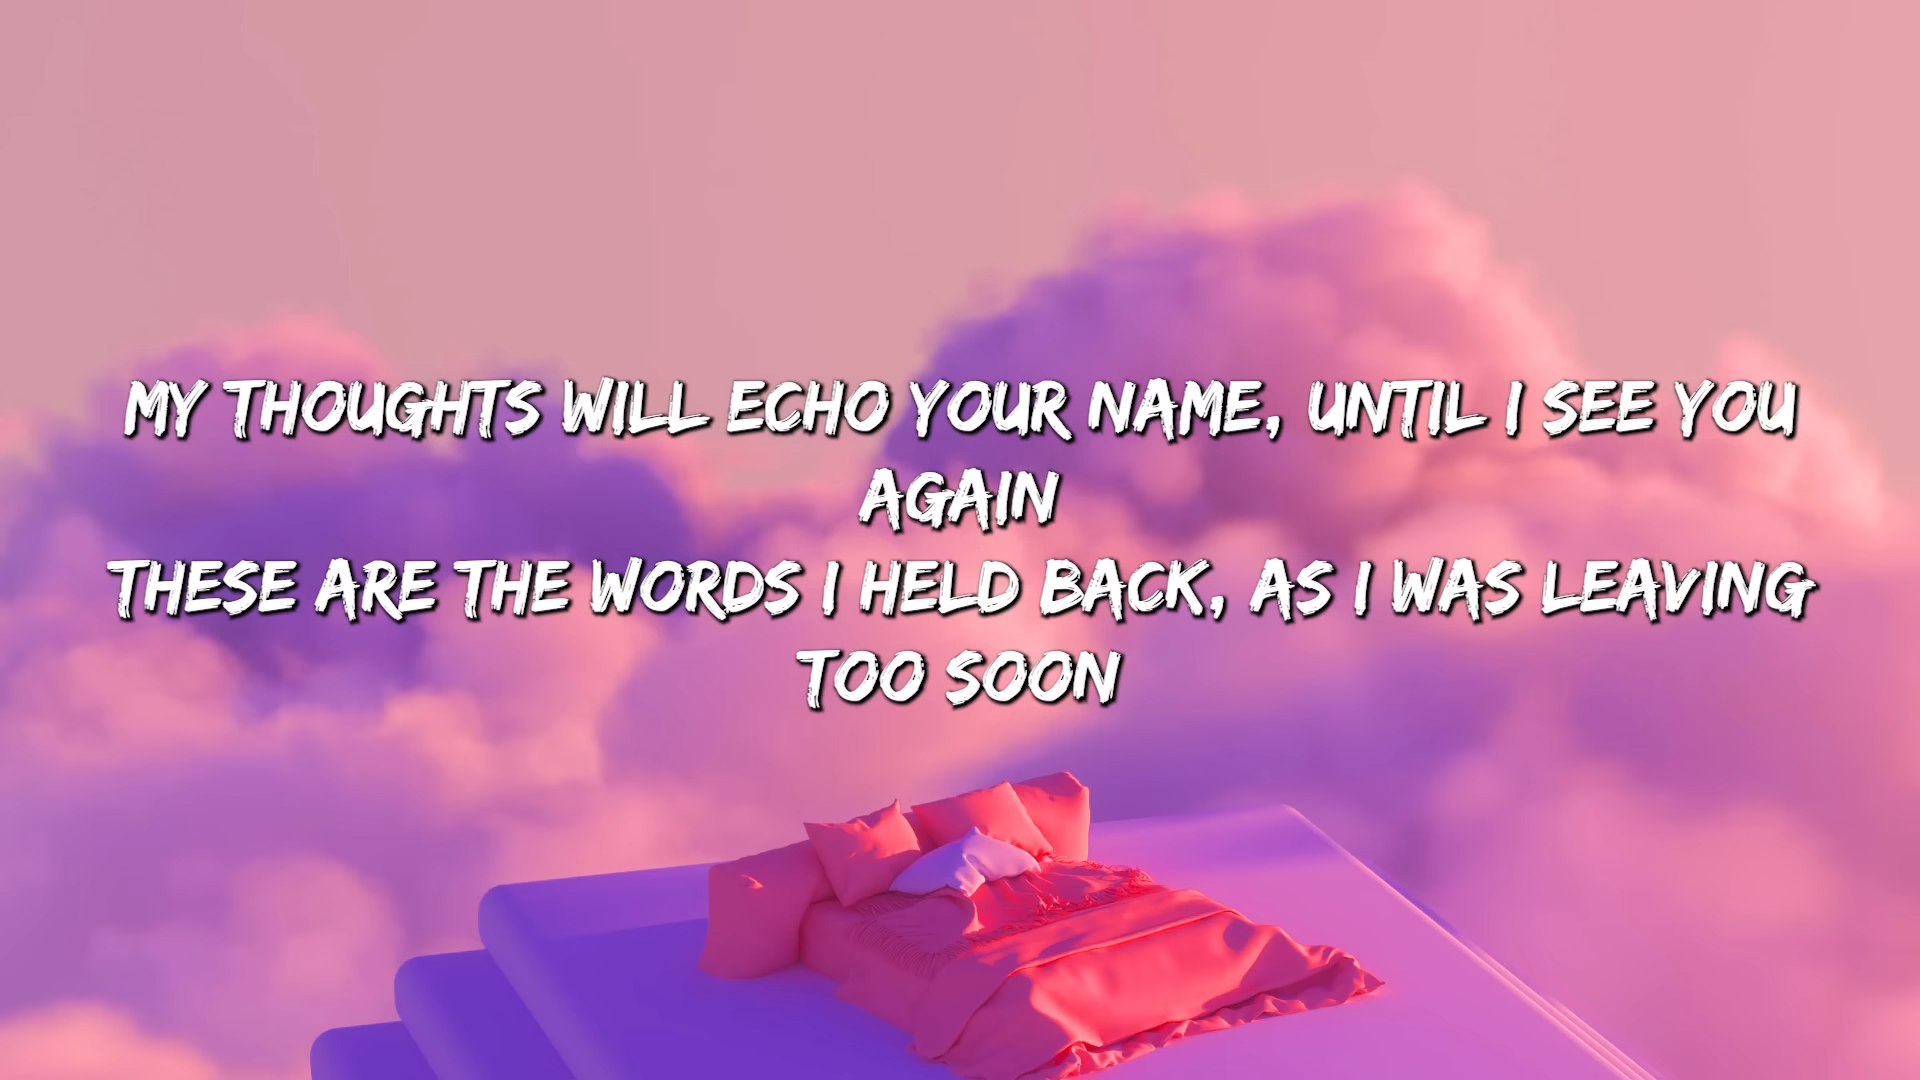 MY THOUGHTS WILL ECHO YOUR NAME, UNTIL I SEE YOU
AGAIN
THESE ARE THE WORDS I HELD BACK, AS I WAS LEAVING
TOO SOON